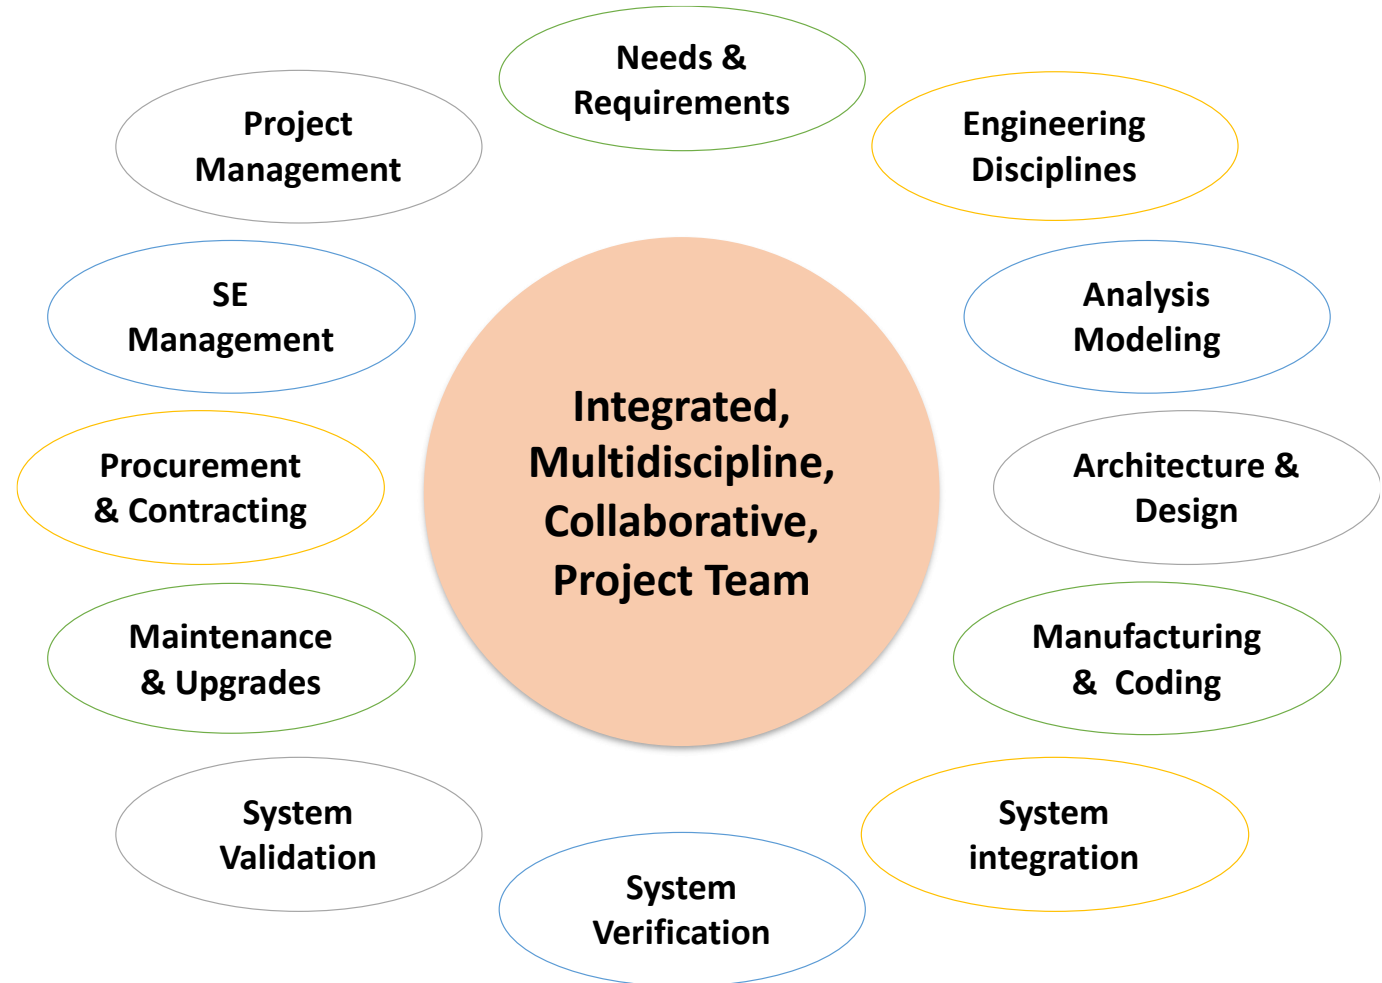 Needs &
Requirements
Project
Management
Engineering
Disciplines
SE
Management
Analysis
Modeling
Integrated,
Multidiscipline,
Collaborative,
Project Team
Procurement
& Contracting
Architecture &
Design
Maintenance
& Upgrades
Manufacturing
& Coding
System
Validation
System
integration
System
Verification